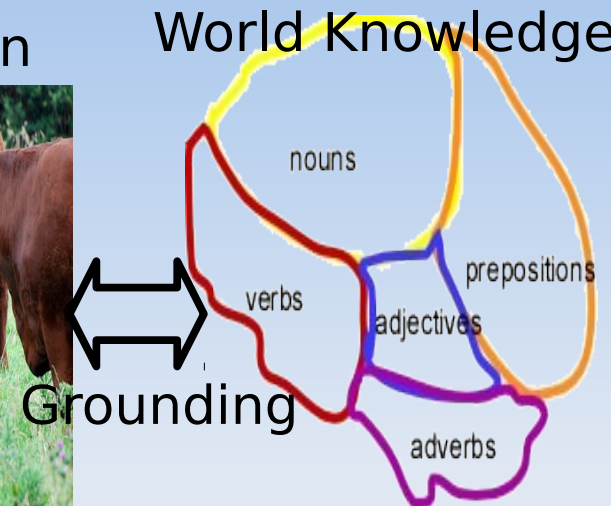 World Knowledge
n
nouns
prepositions
verbs
adjectives
Grounding
adverbs